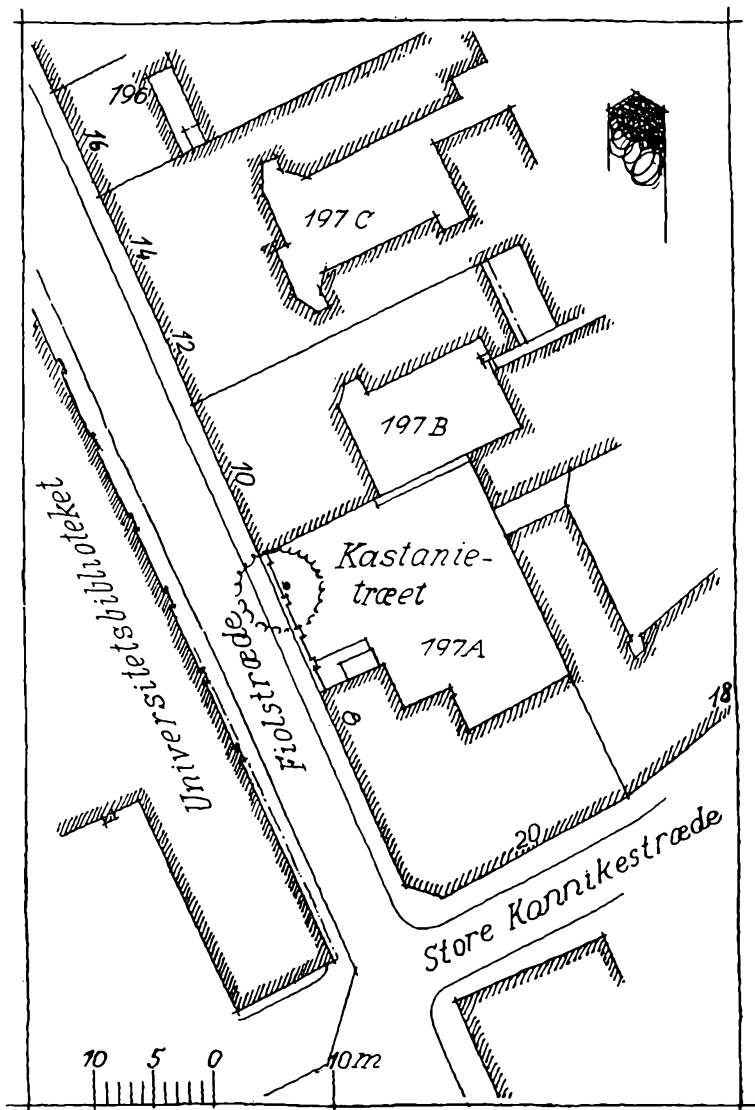 196
16
197 C
14
12
197 B
10
Kastanie-
træet
197A
Universitetsbiblioteket
Fiolstræde
8
18
20
Store Kannikestræde
10 5 0 10m